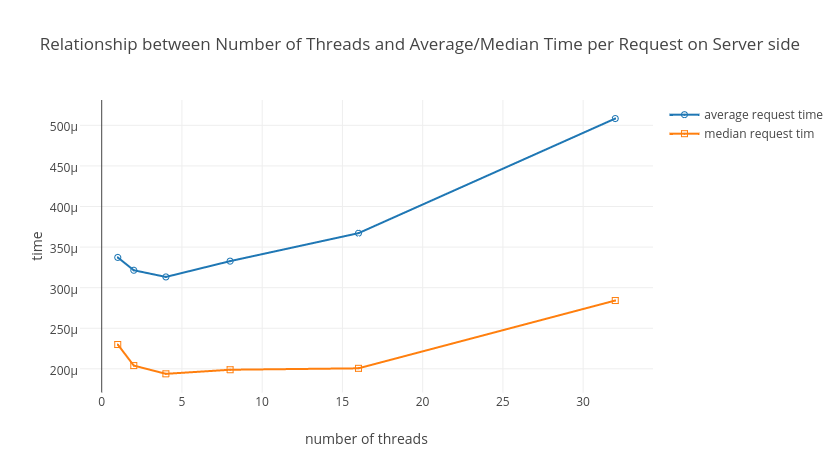 Relationship between Number of Threads and Average/Median Time per Request on Server side
average request time
median request tim
500μ
450μ
400μ
350μ
300μ
250μ
200μ
time
0 5 10 15 20 25 30
number of threads